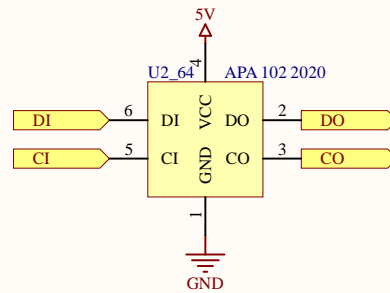 5V
4
U2_64 APA 102 2020
DI 6 DI VCC DO 2 DO
CI 5 CI GND CO 3 CO
1
GND